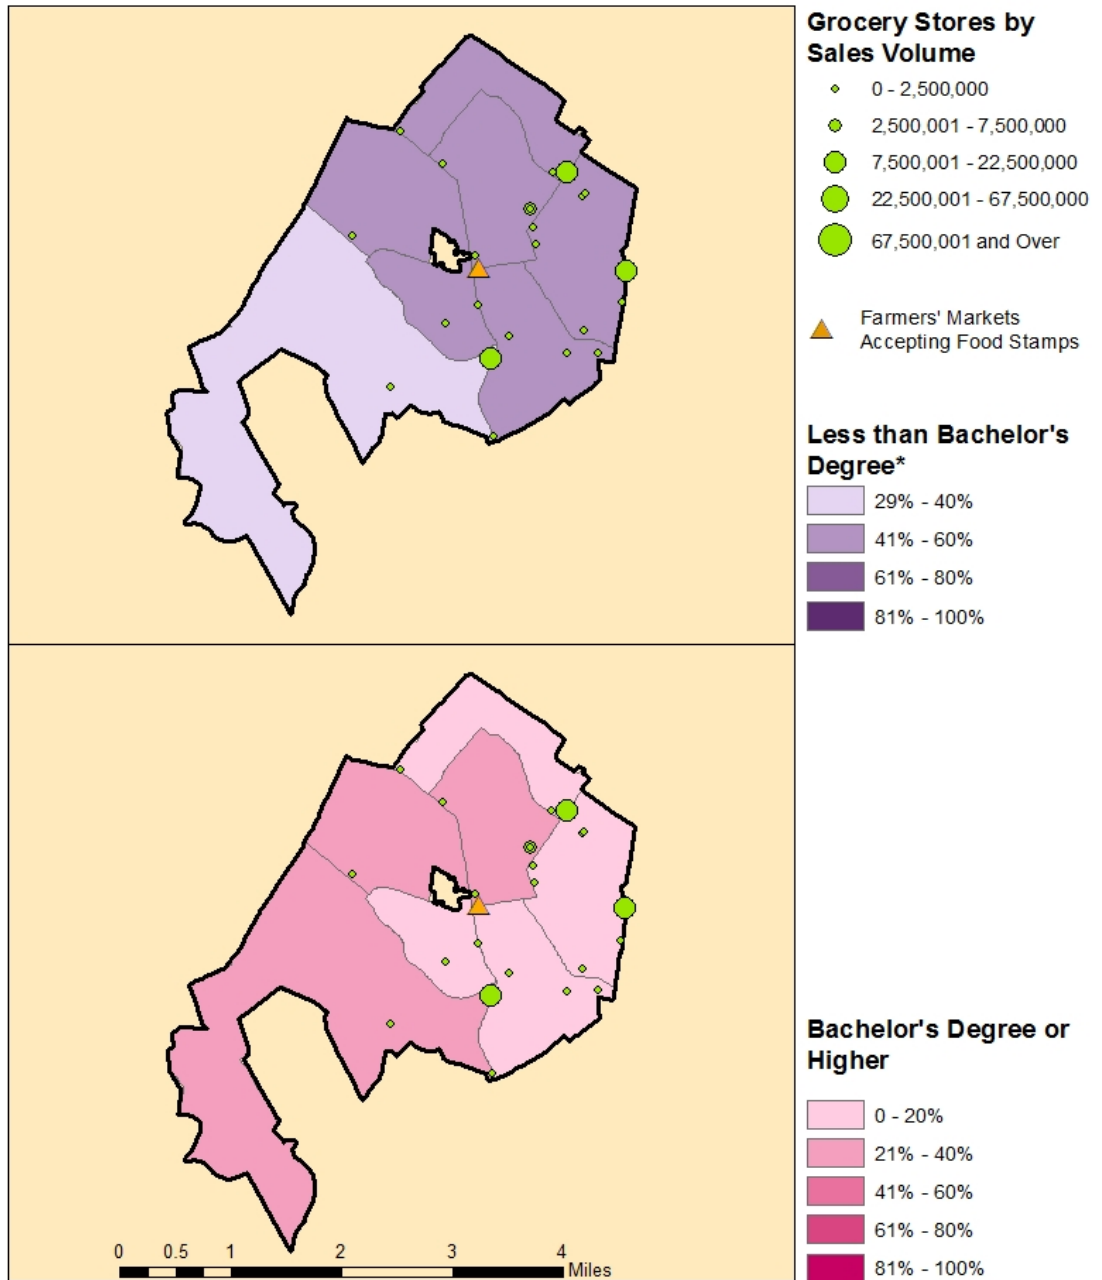 Grocery Stores by
Sales Volume
0 - 2,500,000
2,500,001 - 7,500,000
7,500,001 - 22,500,000
22,500,001 - 67,500,000
67,500,001 and Over
Farmers' Markets
Accepting Food Stamps
Less than Bachelor's
Degree*
29% - 40%
41% - 60%
61% - 80%
81% - 100%
Bachelor's Degree or
Higher
0 - 20%
21% - 40%
41% - 60%
61% - 80%
81% - 100%
0 0.5 1 2 3 4
Miles